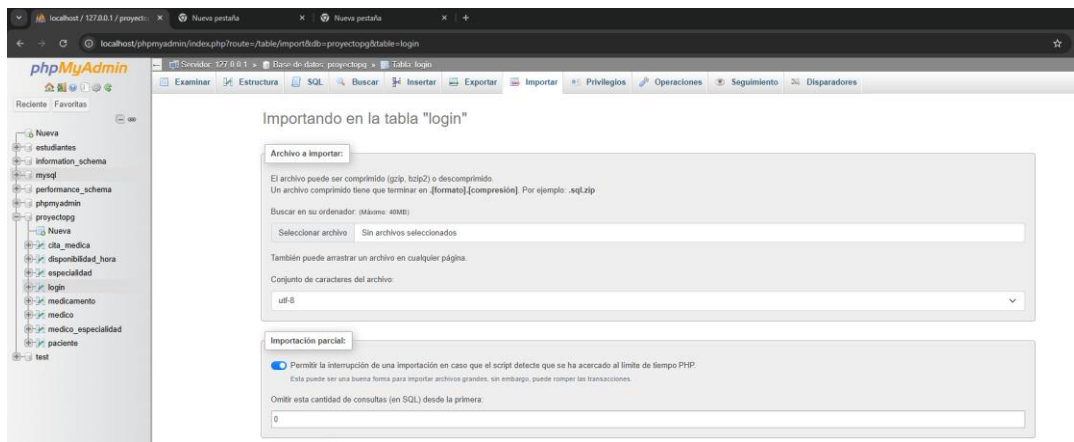 localhost / 127.0.0.1 / proyecto
Nueva pestaña
Nueva pestaña
localhost/phpmyadmin/index.php?route=/table/import&db=proyectopg&table=login
phpMyAdmin
Reciente Favoritas
Nueva
estudiantes
information_schema
mysql
performance_schema
phpmyadmin
proyectopg
Nueva
cita_medica
disponibilidad_hora
especialidad
login
medicamento
medico
medico_especialidad
paciente
test
Servidor: 127.0.0.1 » Base de datos: proyectopg » Tabla: login
Examinar Estructura SQL Buscar Insertar Exportar Importar Privilegios Operaciones Seguimiento Disparadores
Importando en la tabla "login"
Archivo a importar:
El archivo puede ser comprimido (gzip, bzip2) o descomprimido.
Un archivo comprimido tiene que terminar en .[formato].[compresión]. Por ejemplo: .sql.zip
Buscar en su ordenador: (Máximo: 40MB)
Seleccionar archivo Sin archivos seleccionados
También puede arrastrar un archivo en cualquier página.
Conjunto de caracteres del archivo:
utf-8
Importación parcial:
Permitir la interrupción de una importación en caso que el script detecte que se ha acercado al límite de tiempo PHP.
Esta puede ser una buena forma para importar archivos grandes, sin embargo, puede romper las transacciones.
Omitir esta cantidad de consultas (en SQL) desde la primera:
0